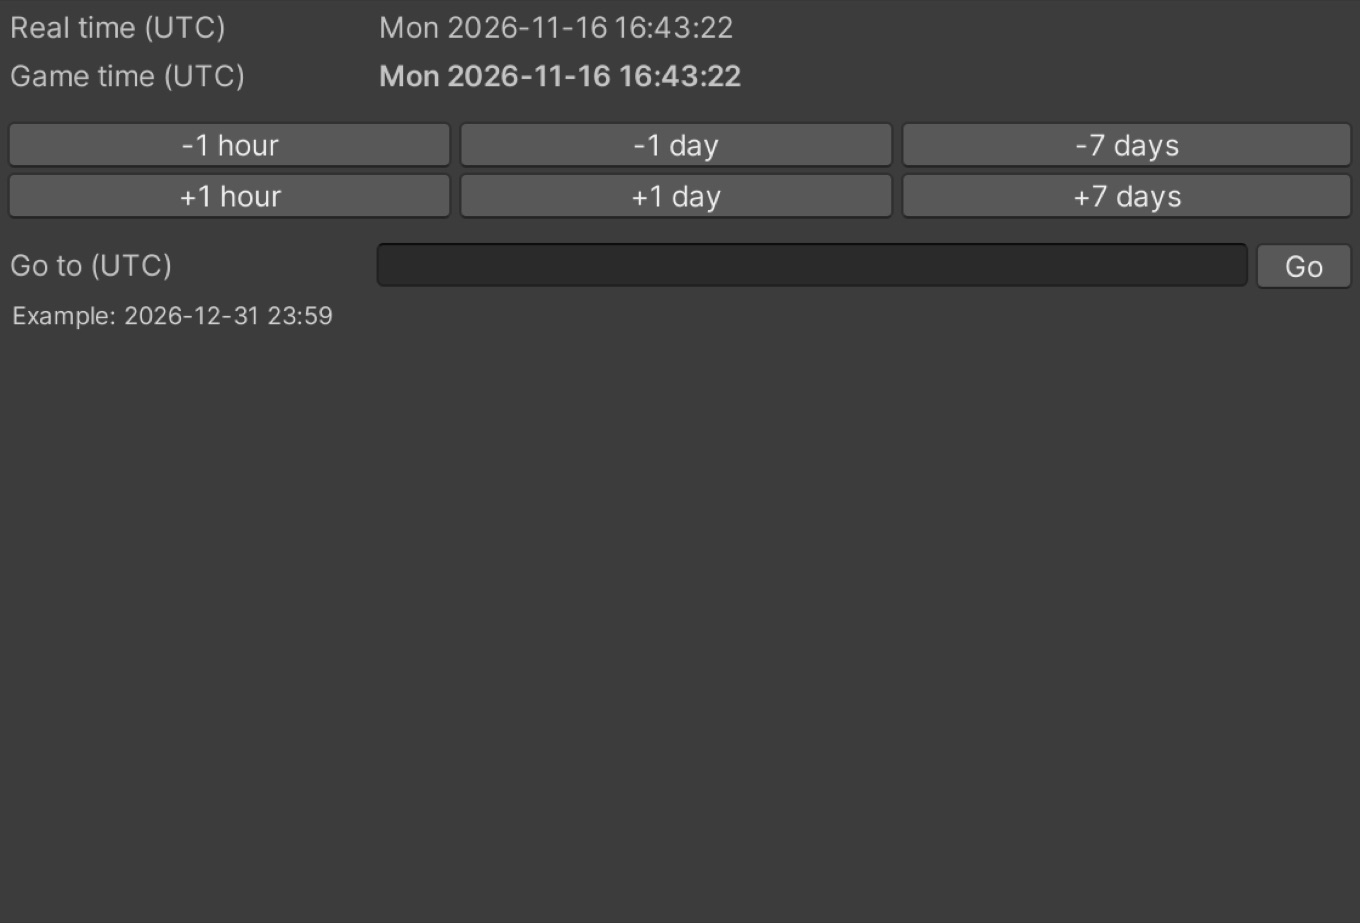 Real time (UTC) Mon 2026-11-16 16:43:22
Game time (UTC) Mon 2026-11-16 16:43:22
-1 hour -1 day -7 days
+1 hour +1 day +7 days
Go to (UTC) Go
Example: 2026-12-31 23:59